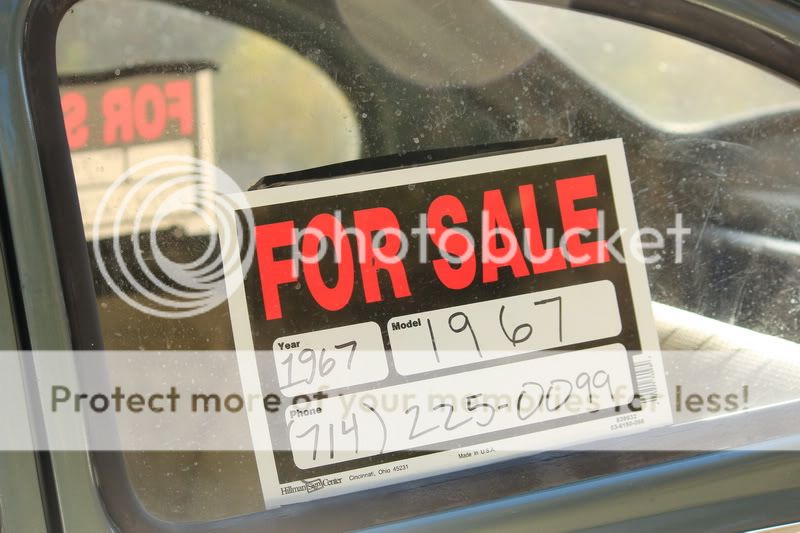 FOR S
FOR SALE
photobucket
Year
1967
Model
1967
Protect more of your memories for less!
Phone
(714) 225-0099
839932
Hillman Sign Center
Cincinnati, Ohio 45231
Made in U.S.A.